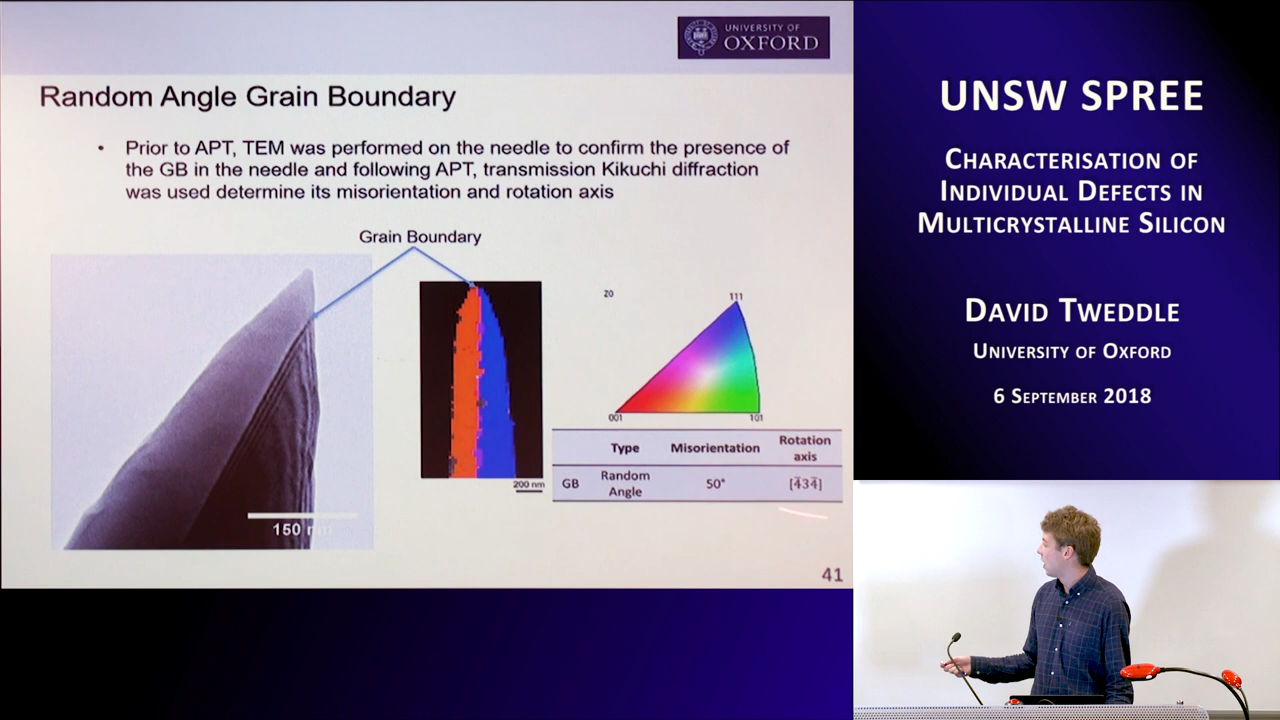 UNIVERSITY OF
OXFORD
Random Angle Grain Boundary
• Prior to APT, TEM was performed on the needle to confirm the presence of
the GB in the needle and following APT, transmission Kikuchi diffraction
was used determine its misorientation and rotation axis
Grain Boundary
150 n
200 nm
Z0
111
001
101
Type Misorientation Rotation axis
GB Random Angle 50° [4̄34̄]
41
UNSW SPREE
CHARACTERISATION OF
INDIVIDUAL DEFECTS IN
MULTICRYSTALLINE SILICON
DAVID TWEDDLE
UNIVERSITY OF OXFORD
6 SEPTEMBER 2018